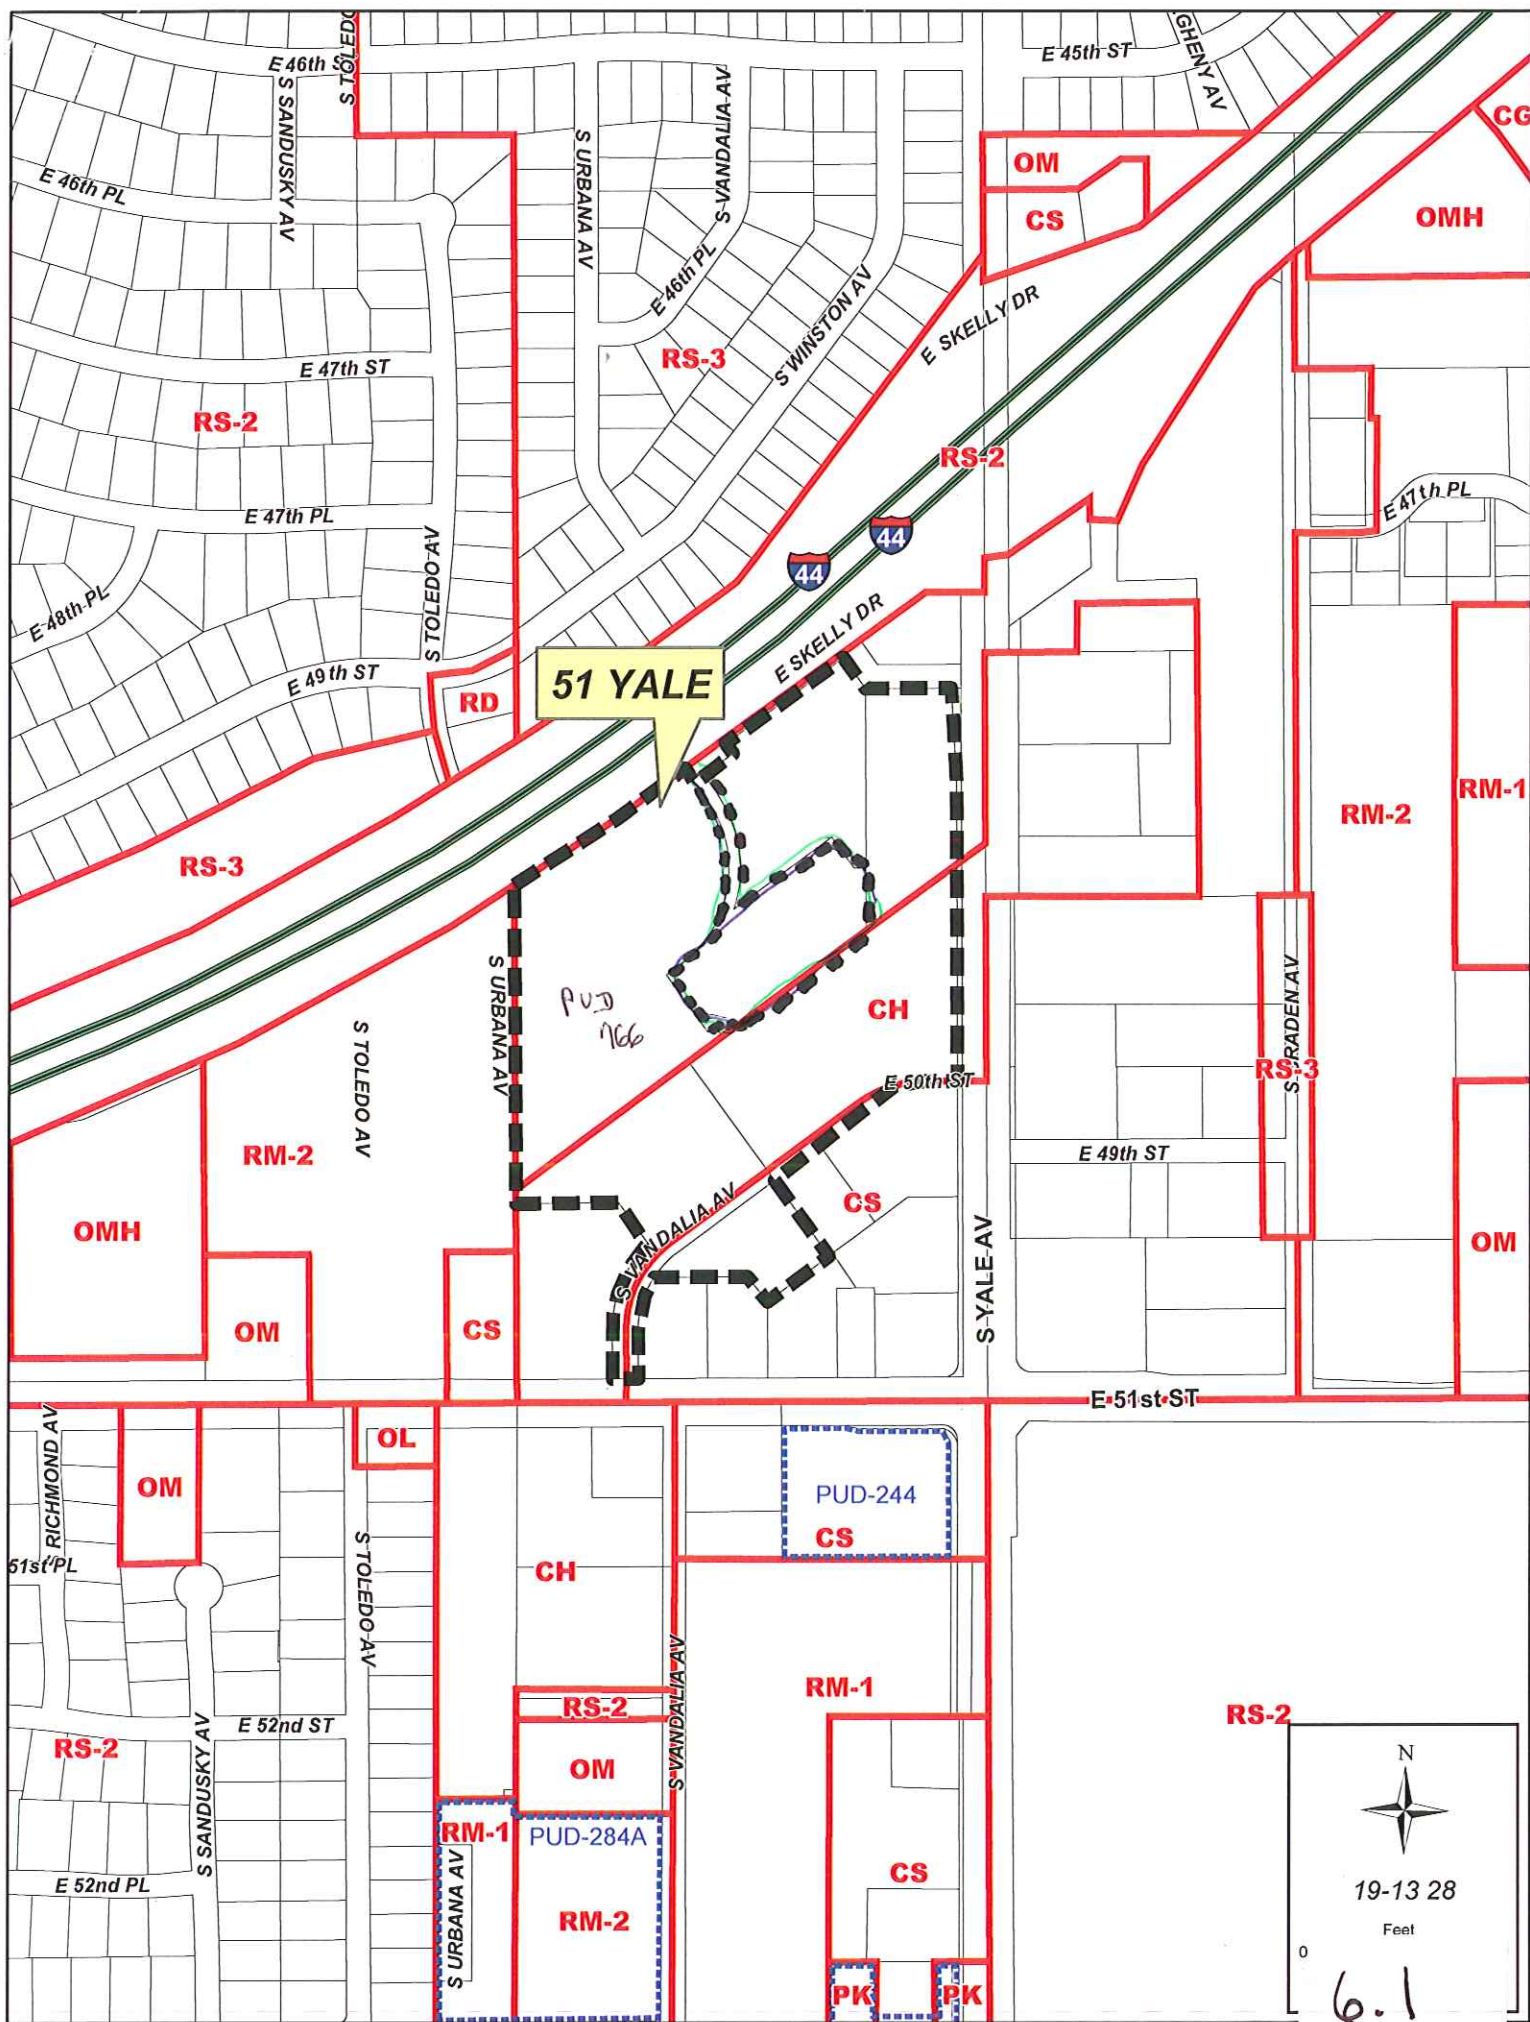 E 46th S
S TOLEDO
S SANDUSKY AV
E 46th PL
S URBANA AV
S VANDALIA AV
E 46th PL
S WINSTON AV
E 45th ST
GHENY AV
CG
OM
CS
OMH
E SKELLY DR
E 47th ST
RS-2
RS-3
RS-2
E 47th PL
E 47th PL
44
44
E 48th PL
S TOLEDO AV
E 49th ST
RD
51 YALE
E SKELLY DR
RM-2
RM-1
RS-3
S URBANA AV
PUD
766
CH
S TOLEDO AV
E 50th ST
RS-3
RM-2
E 49th ST
OMH
CS
S VANDALIA AV
S YALE AV
OM
OM
CS
E 51st ST
RICHMOND AV
OL
OM
PUD-244
CS
51st PL
S TOLEDO AV
CH
S VANDALIA AV
RM-1
RS-2
RS-2
E 52nd ST
RS-2
S SANDUSKY AV
OM
N
RM-1
PUD-284A
E 52nd PL
S URBANA AV
RM-2
CS
19-13 28
Feet
0
PK
PK
6.1